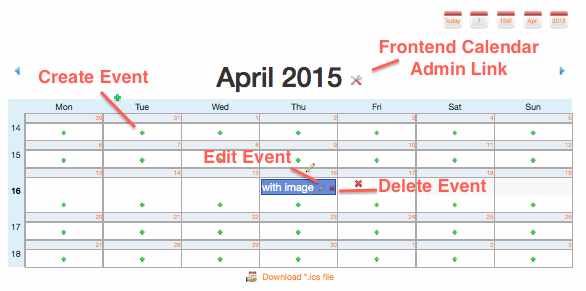 Today 7 15W Apr 2015
Frontend Calendar
Admin Link
April 2015
Create Event
Mon Tue Wed Thu Fri Sat Sun
30 31 1 2 3 4 5
14
6 7 8 9 10 11 12
15
Edit Event
13 14 15 16 17 18 19
16 with image
Delete Event
20 21 22 23 24 25 26
17
27 28 29 30 1 2 3
18
Download *.ics file